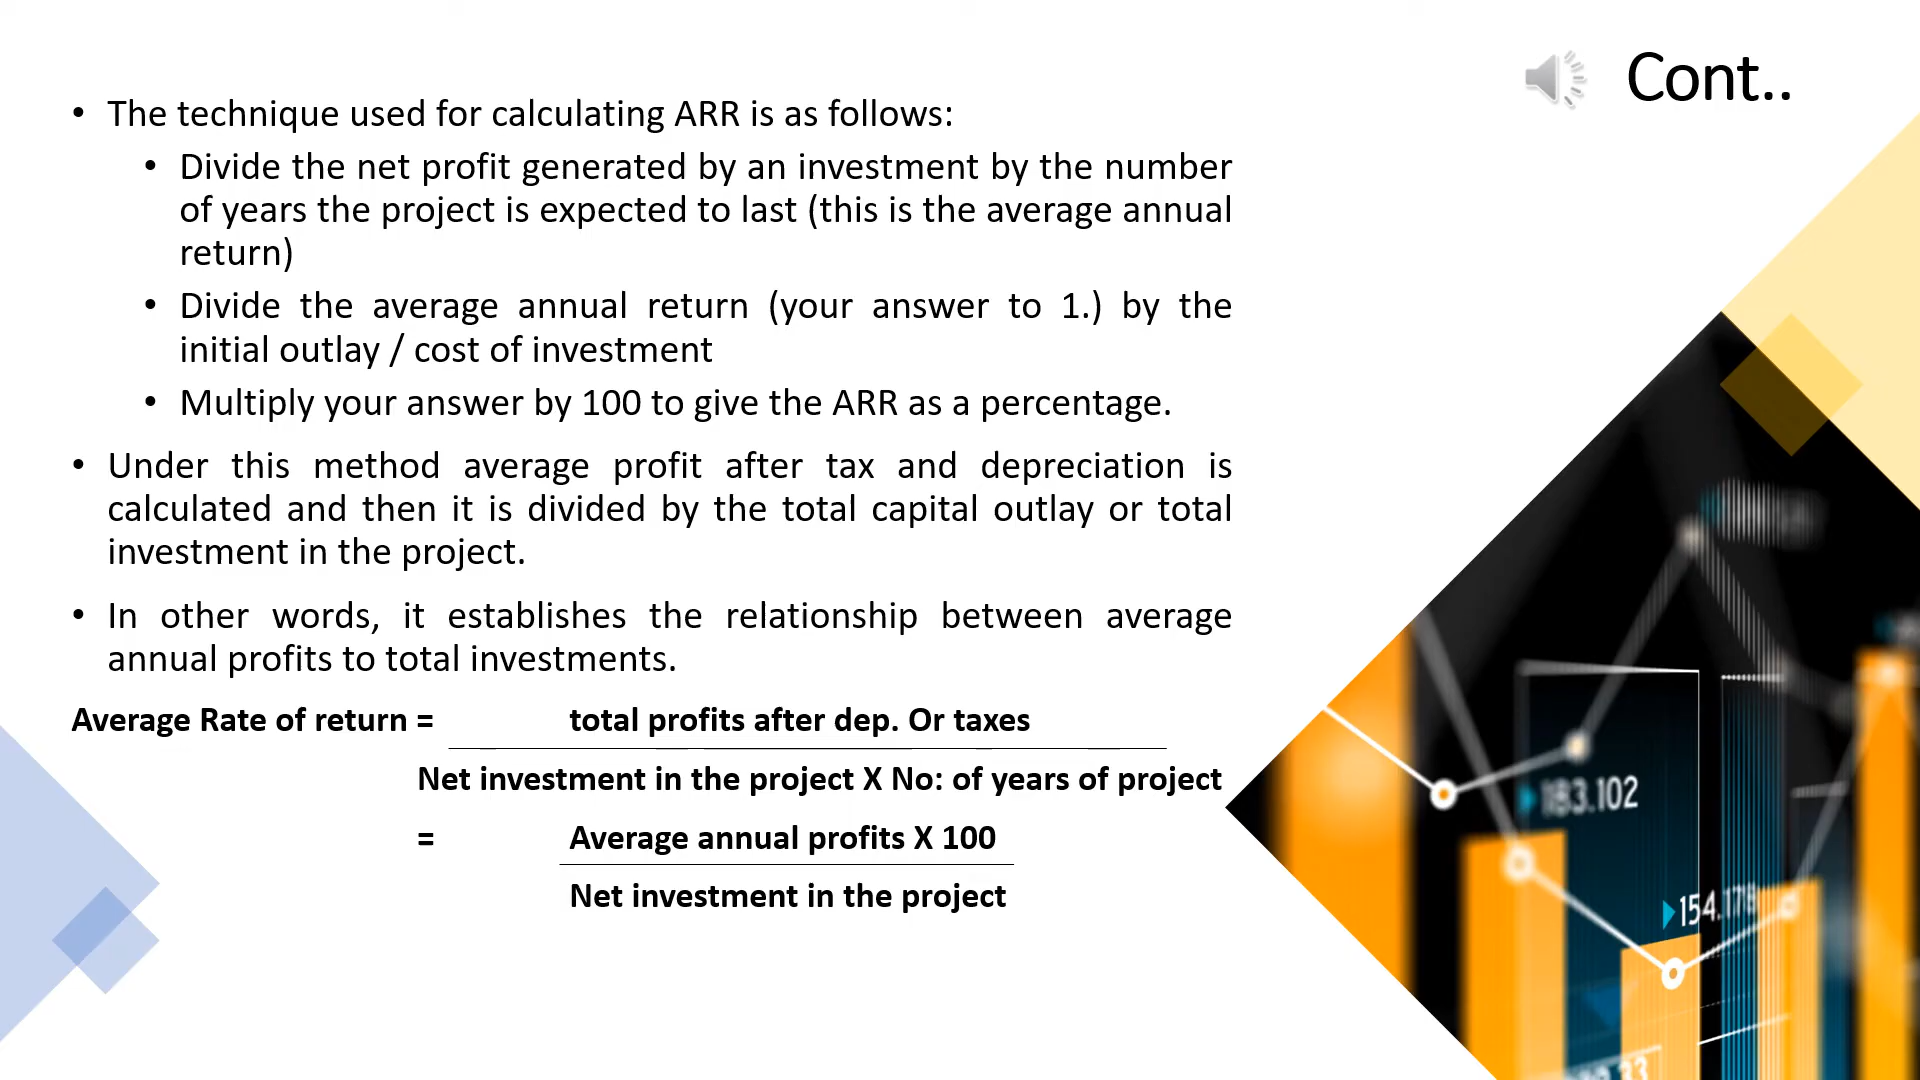 Cont..
• The technique used for calculating ARR is as follows:
• Divide the net profit generated by an investment by the number
of years the project is expected to last (this is the average annual
return)
• Divide the average annual return (your answer to 1.) by the
initial outlay / cost of investment
• Multiply your answer by 100 to give the ARR as a percentage.
• Under this method average profit after tax and depreciation is
calculated and then it is divided by the total capital outlay or total
investment in the project.
• In other words, it establishes the relationship between average
annual profits to total investments.
Average Rate of return = total profits after dep. Or taxes
Net investment in the project X No: of years of project
= Average annual profits X 100
Net investment in the project
183.102
154.178